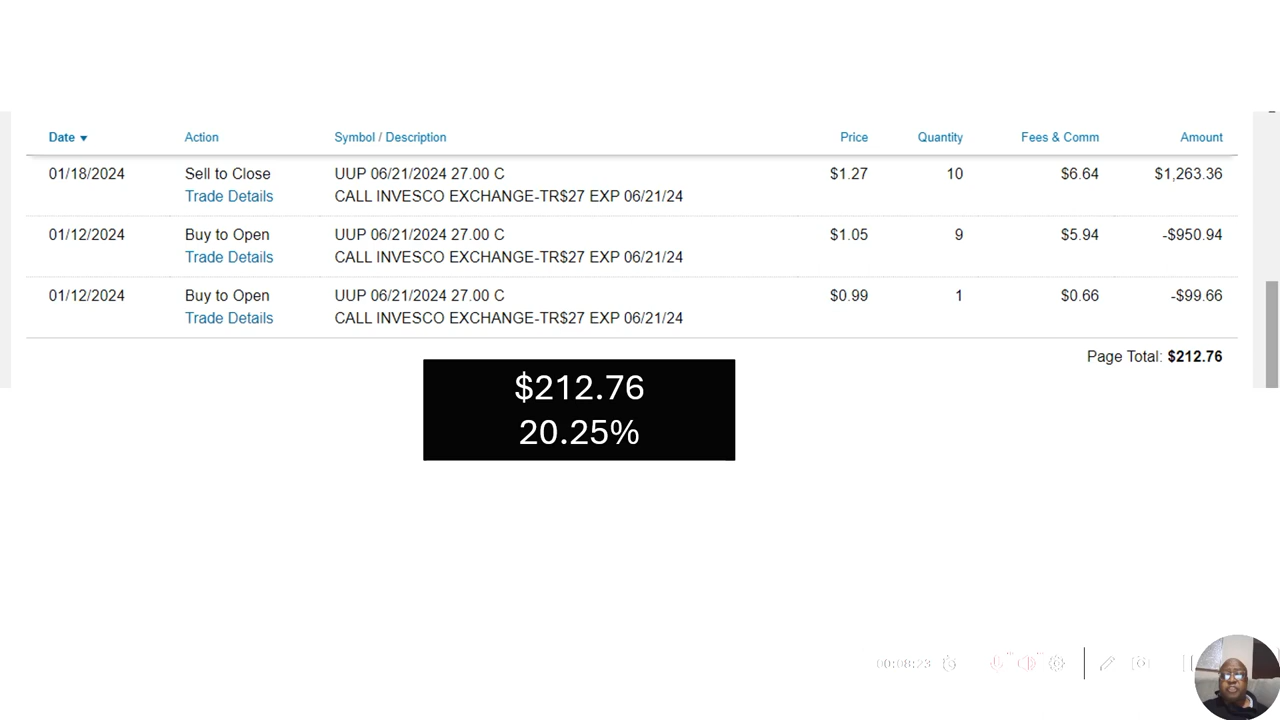 Date ▼ Action Symbol / Description Price Quantity Fees & Comm Amount
01/18/2024 Sell to Close UUP 06/21/2024 27.00 C $1.27 10 $6.64 $1,263.36
Trade Details CALL INVESCO EXCHANGE-TR$27 EXP 06/21/24
01/12/2024 Buy to Open UUP 06/21/2024 27.00 C $1.05 9 $5.94 -$950.94
Trade Details CALL INVESCO EXCHANGE-TR$27 EXP 06/21/24
01/12/2024 Buy to Open UUP 06/21/2024 27.00 C $0.99 1 $0.66 -$99.66
Trade Details CALL INVESCO EXCHANGE-TR$27 EXP 06/21/24
Page Total: $212.76
$212.76
20.25%
00:08:23